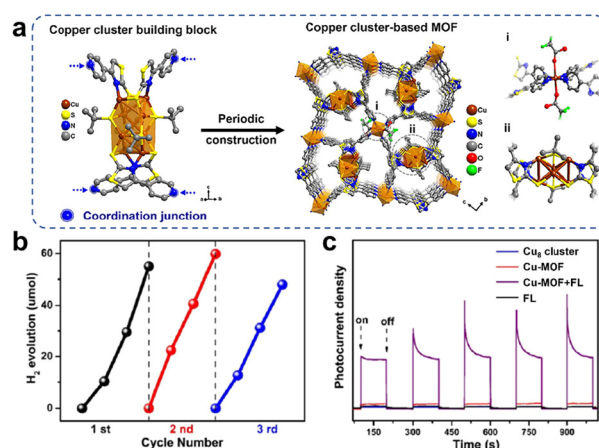 a
Copper cluster building block
Copper cluster-based MOF
i
Cu
S
N
C
Periodic
construction
i
ii
Cu
S
N
C
O
F
ii
c
a
b
c
b
Coordination junction
b
H2 evolution (umol)
60
40
20
0
1 st
2 nd
3 rd
Cycle Number
c
Photocurrent density
Cu8 cluster
Cu-MOF
Cu-MOF+FL
FL
on
off
150
300
450
600
750
900
Time (s)